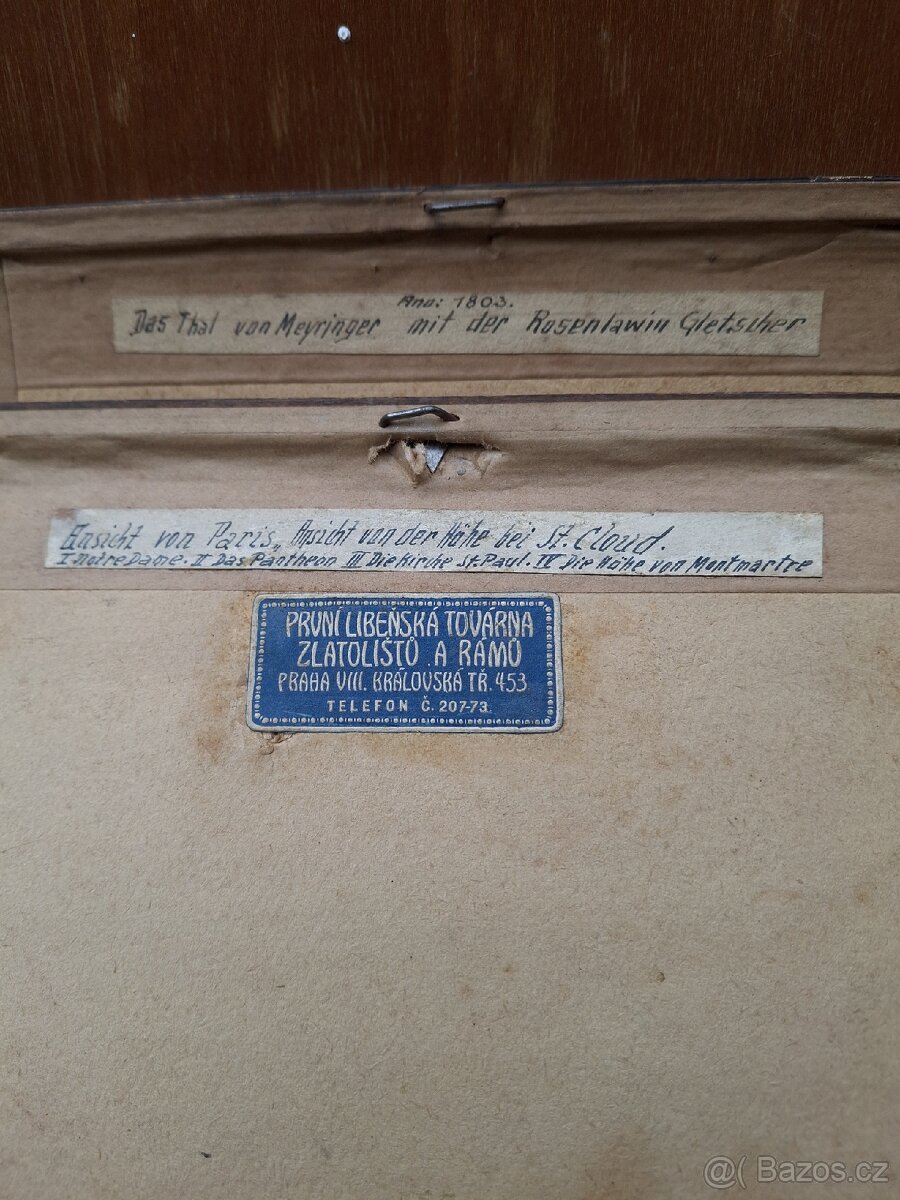 Ano: 1803.
Das Thal von Meyringer mit der Rosenlawin Gletscher
Ansicht von Paris,, Ansicht von der Höhe bei St. Cloud.
I Notre Dame. II Das Pantheon III Die Kirche St. Paul. IV Die Höhe von Montmartre
PRVNÍ LIBEŇSKÁ TOVÁRNA
ZLATOLIŠTŮ A RÁMŮ
PRAHA VIII. KRÁLOVSKÁ TŘ. 453
TELEFON Č. 207-73.
@( Bazos.cz